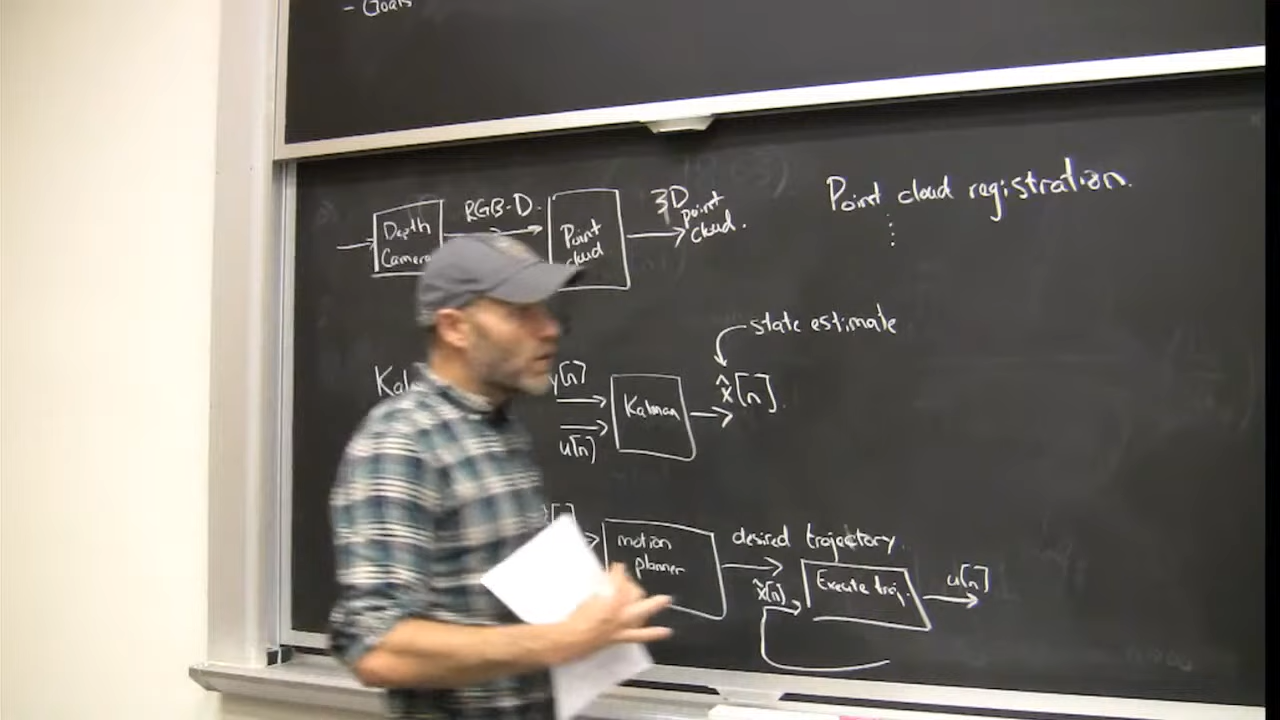 - Goals
Depth
Camera
RGB-D.
Point
cloud
3D
point
cloud.
Point cloud registration.
⋮
state estimate
y[n]
u[n]
Kalman
x̂[n].
motion
planner
desired trajectory.
x̂[n]
Execute traj.
u[n]